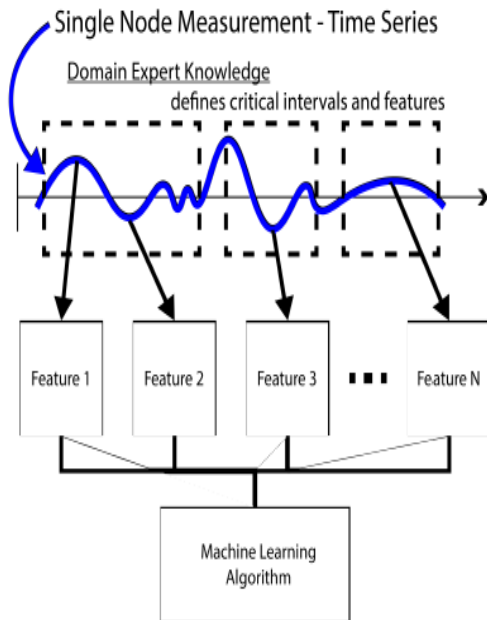 Single Node Measurement - Time Series
Domain Expert Knowledge
defines critical intervals and features
Feature 1
Feature 2
Feature 3
Feature N
Machine Learning
Algorithm